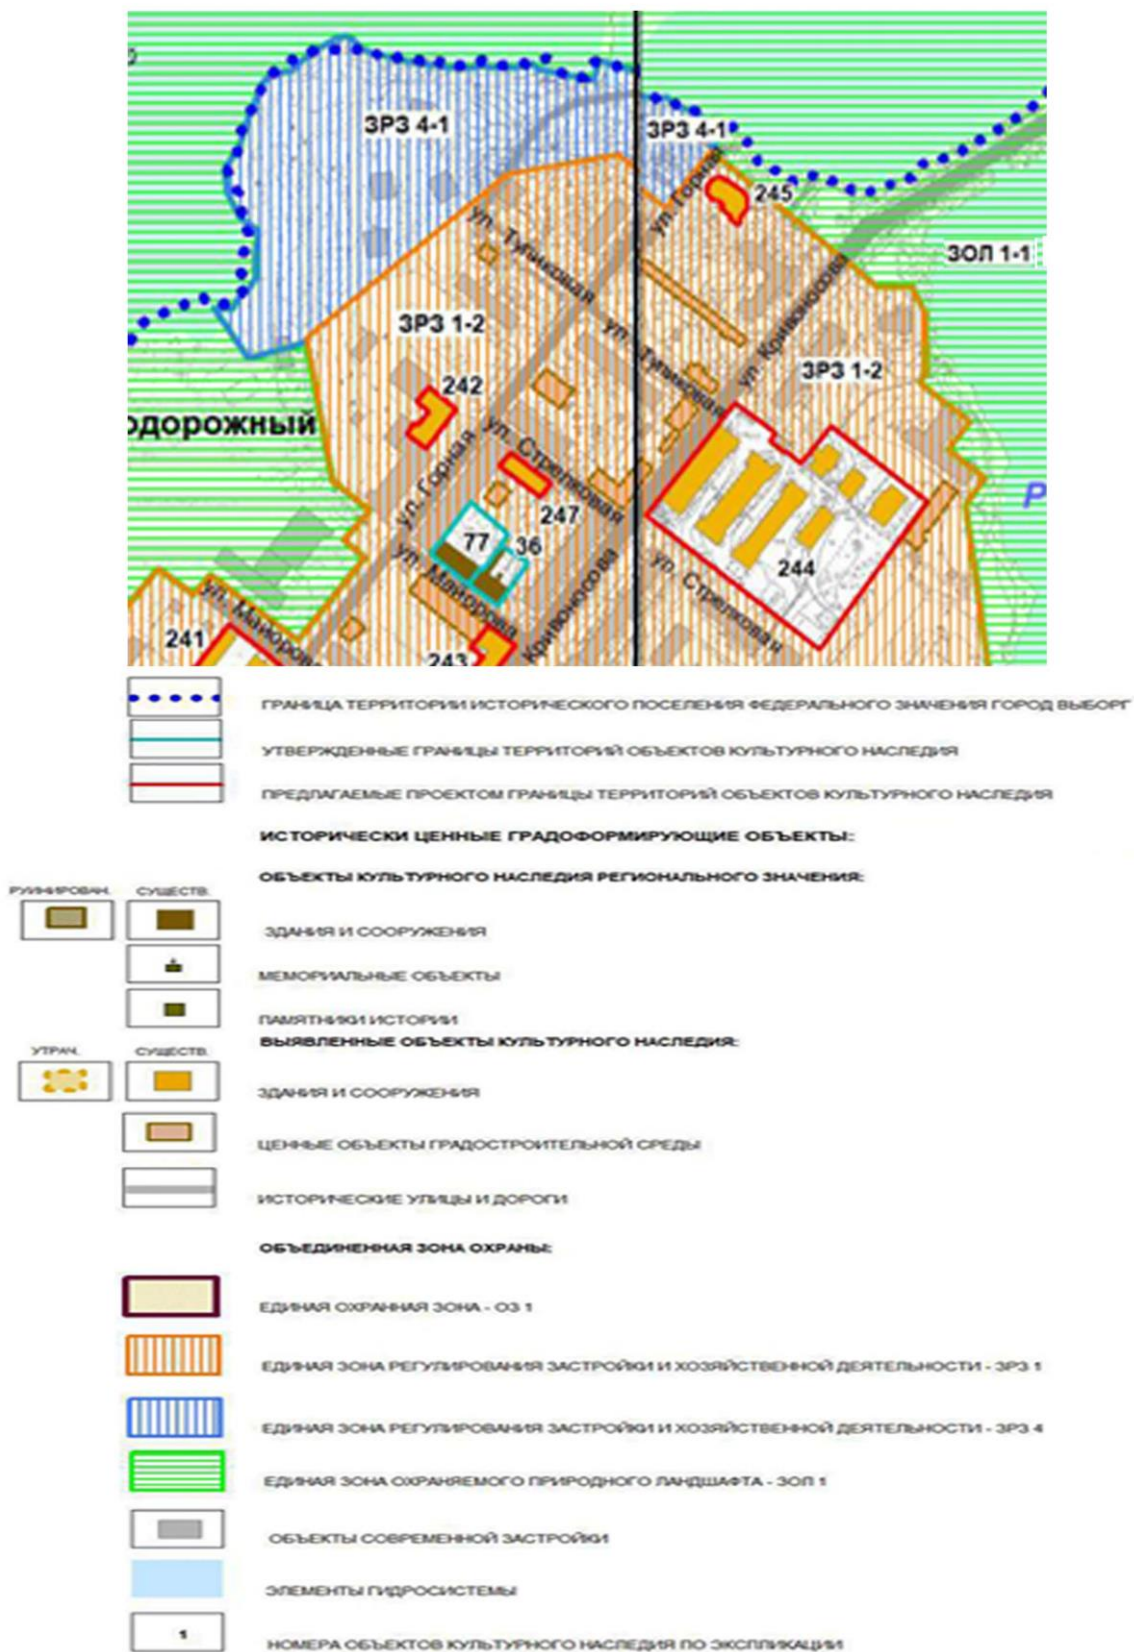 ЗРЗ 4-1
ЗРЗ 4-1
ул. Горная
245
ЗОЛ 1-1
ул. Тупиковая
ул. Кривоносова
ЗРЗ 1-2
ул. Тупиковая
ЗРЗ 1-2
242
одорожный
ул. Стрелковая
ул. Горная
247
Р
77
36
244
ул. Майорова
ул. Стрелковая
Кривоносова
ул. Майорова
241
243
ГРАНИЦА ТЕРРИТОРИИ ИСТОРИЧЕСКОГО ПОСЕЛЕНИЯ ФЕДЕРАЛЬНОГО ЗНАЧЕНИЯ ГОРОД ВЫБОРГ
УТВЕРЖДЕННЫЕ ГРАНИЦЫ ТЕРРИТОРИЙ ОБЪЕКТОВ КУЛЬТУРНОГО НАСЛЕДИЯ
ПРЕДЛАГАЕМЫЕ ПРОЕКТОМ ГРАНИЦЫ ТЕРРИТОРИЙ ОБЪЕКТОВ КУЛЬТУРНОГО НАСЛЕДИЯ
ИСТОРИЧЕСКИ ЦЕННЫЕ ГРАДОФОРМИРУЮЩИЕ ОБЪЕКТЫ:
ОБЪЕКТЫ КУЛЬТУРНОГО НАСЛЕДИЯ РЕГИОНАЛЬНОГО ЗНАЧЕНИЯ:
РУИНИРОВАН. СУЩЕСТВ.
ЗДАНИЯ И СООРУЖЕНИЯ
МЕМОРИАЛЬНЫЕ ОБЪЕКТЫ
ПАМЯТНИКИ ИСТОРИИ
ВЫЯВЛЕННЫЕ ОБЪЕКТЫ КУЛЬТУРНОГО НАСЛЕДИЯ:
УТРАЧ. СУЩЕСТВ.
ЗДАНИЯ И СООРУЖЕНИЯ
ЦЕННЫЕ ОБЪЕКТЫ ГРАДОСТРОИТЕЛЬНОЙ СРЕДЫ
ИСТОРИЧЕСКИЕ УЛИЦЫ И ДОРОГИ
ОБЪЕДИНЕННАЯ ЗОНА ОХРАНЫ:
ЕДИНАЯ ОХРАННАЯ ЗОНА - ОЗ 1
ЕДИНАЯ ЗОНА РЕГУЛИРОВАНИЯ ЗАСТРОЙКИ И ХОЗЯЙСТВЕННОЙ ДЕЯТЕЛЬНОСТИ - ЗРЗ 1
ЕДИНАЯ ЗОНА РЕГУЛИРОВАНИЯ ЗАСТРОЙКИ И ХОЗЯЙСТВЕННОЙ ДЕЯТЕЛЬНОСТИ - ЗРЗ 4
ЕДИНАЯ ЗОНА ОХРАНЯЕМОГО ПРИРОДНОГО ЛАНДШАФТА - ЗОЛ 1
ОБЪЕКТЫ СОВРЕМЕННОЙ ЗАСТРОЙКИ
ЭЛЕМЕНТЫ ГИДРОСИСТЕМЫ
1
НОМЕРА ОБЪЕКТОВ КУЛЬТУРНОГО НАСЛЕДИЯ ПО ЭКСПЛИКАЦИИ